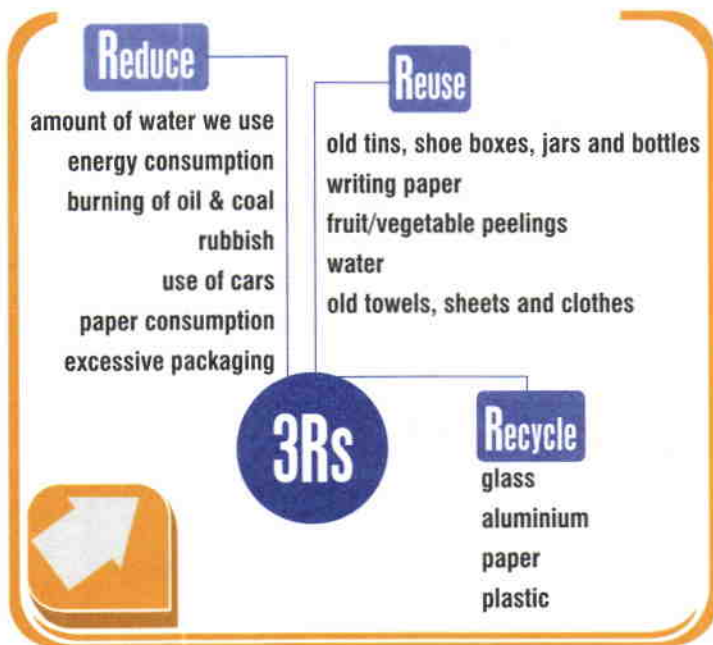 Reduce
amount of water we use
energy consumption
burning of oil & coal
rubbish
use of cars
paper consumption
excessive packaging
Reuse
old tins, shoe boxes, jars and bottles
writing paper
fruit/vegetable peelings
water
old towels, sheets and clothes
3Rs
Recycle
glass
aluminium
paper
plastic